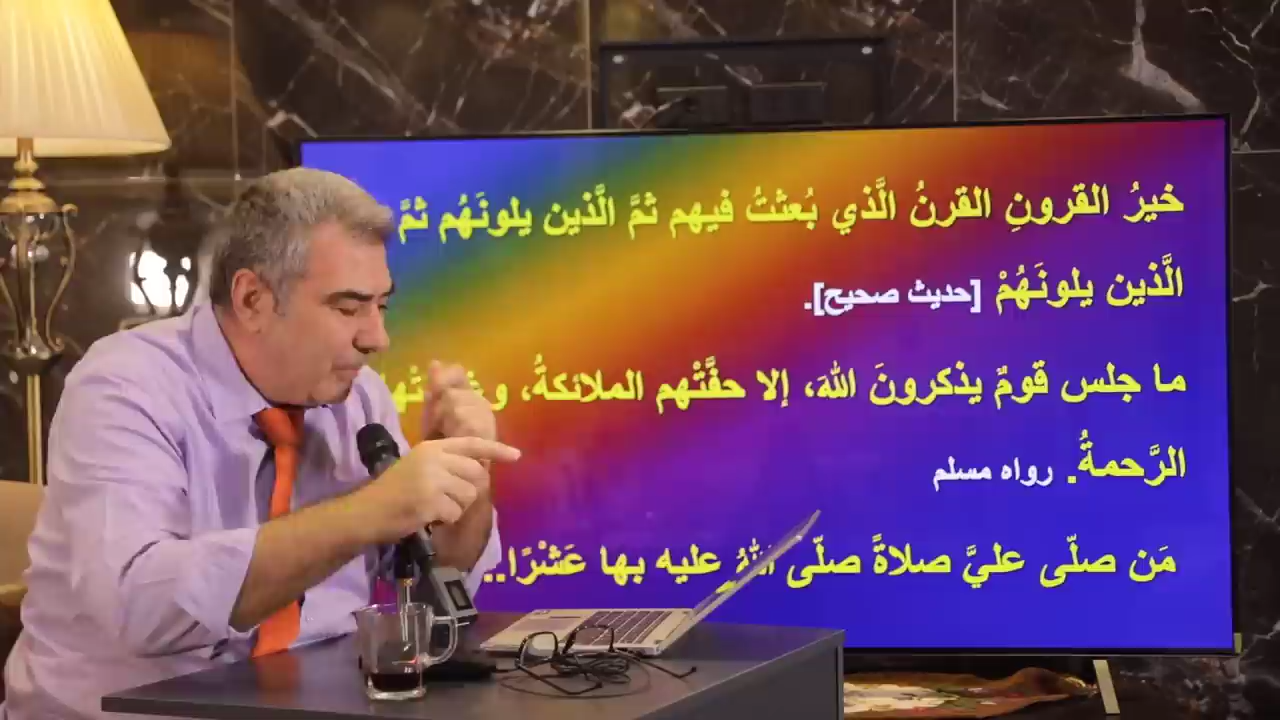 خيرُ القرونِ القرنُ الَّذي بُعثتُ فيهم ثمَّ الَّذين يلونَهُم ثمَّ
الَّذين يلونَهُمْ [حديث صحيح].
ما جلس قومٌ يذكرونَ اللهَ، إلا حفَّتْهم الملائكةُ،
الرَّحمةُ. رواه مسلم
مَن صلّى عليَّ صلاةً صلّى اللهُ عليه بها عَشْرًا..